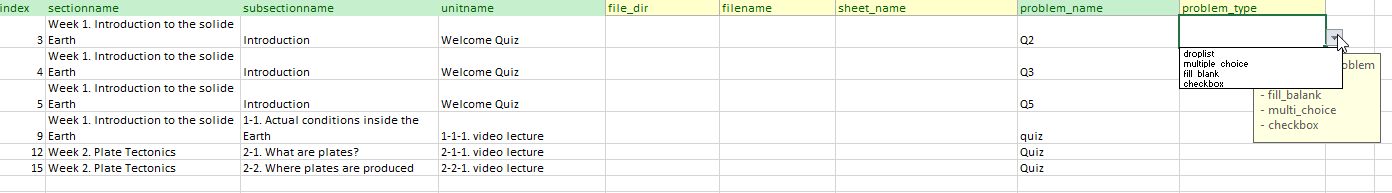 index sectionname subsectionname unitname file_dir filename sheet_name problem_name problem_type
Week 1. Introduction to the solide
3 Earth Introduction Welcome Quiz Q2
droplist
multiple choice
fill blank
checkbox
oblem
- fill_balank
- multi_choice
- checkbox
Week 1. Introduction to the solide
4 Earth Introduction Welcome Quiz Q3
Week 1. Introduction to the solide
5 Earth Introduction Welcome Quiz Q5
Week 1. Introduction to the solide 1-1. Actual conditions inside the
9 Earth Earth 1-1-1. video lecture quiz
12 Week 2. Plate Tectonics 2-1. What are plates? 2-1-1. video lecture Quiz
15 Week 2. Plate Tectonics 2-2. Where plates are produced 2-2-1. video lecture Quiz